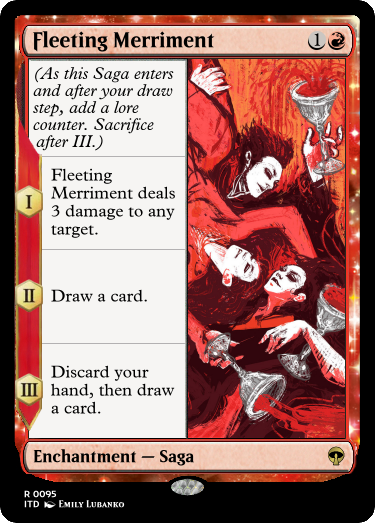 Fleeting Merriment 1
(As this Saga enters
and after your draw
step, add a lore
counter. Sacrifice
after III.)
I
Fleeting
Merriment deals
3 damage to any
target.
II
Draw a card.
III
Discard your
hand, then draw
a card.
Enchantment — Saga
R 0095
ITD Emily Lubanko